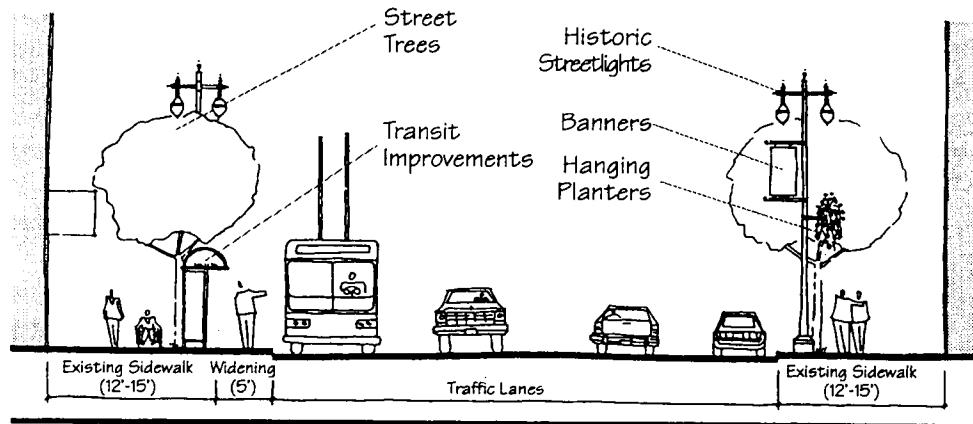 Street
Trees
Historic
Streetlights
Transit
Improvements
Banners
Hanging
Planters
Existing Sidewalk
(12'-15')
Widening
(5')
Traffic Lanes
Existing Sidewalk
(12'-15')